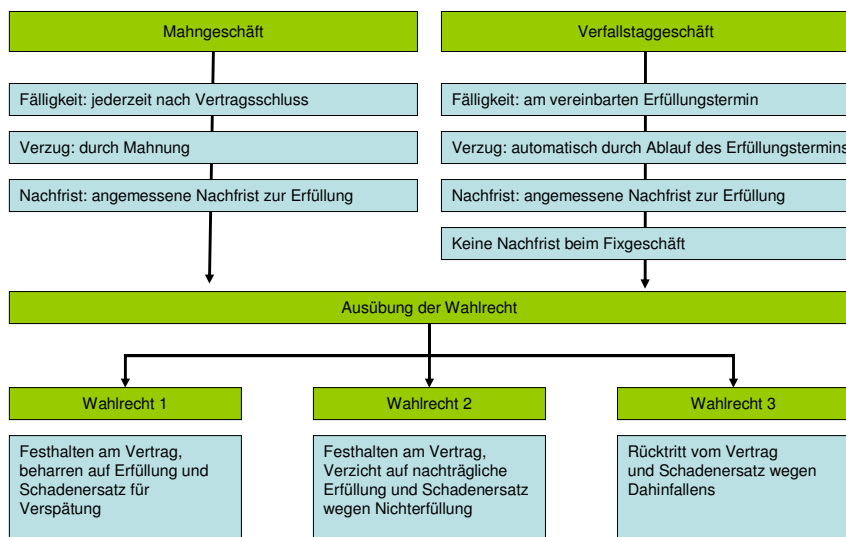 Mahngeschäft
Fälligkeit: jederzeit nach Vertragsschluss
Verzug: durch Mahnung
Nachfrist: angemessene Nachfrist zur Erfüllung
Verfallstaggeschäft
Fälligkeit: am vereinbarten Erfüllungstermin
Verzug: automatisch durch Ablauf des Erfüllungstermins
Nachfrist: angemessene Nachfrist zur Erfüllung
Keine Nachfrist beim Fixgeschäft
Ausübung der Wahlrecht
Wahlrecht 1
Festhalten am Vertrag,
beharren auf Erfüllung und
Schadenersatz für
Verspätung
Wahlrecht 2
Festhalten am Vertrag,
Verzicht auf nachträgliche
Erfüllung und Schadenersatz
wegen Nichterfüllung
Wahlrecht 3
Rücktritt vom Vertrag
und Schadenersatz wegen
Dahinfallens